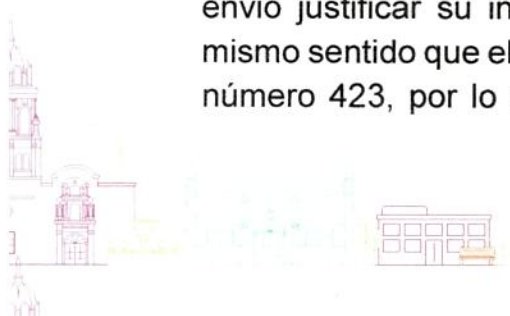 envío justificar su in
mismo sentido que el
número 423, por lo